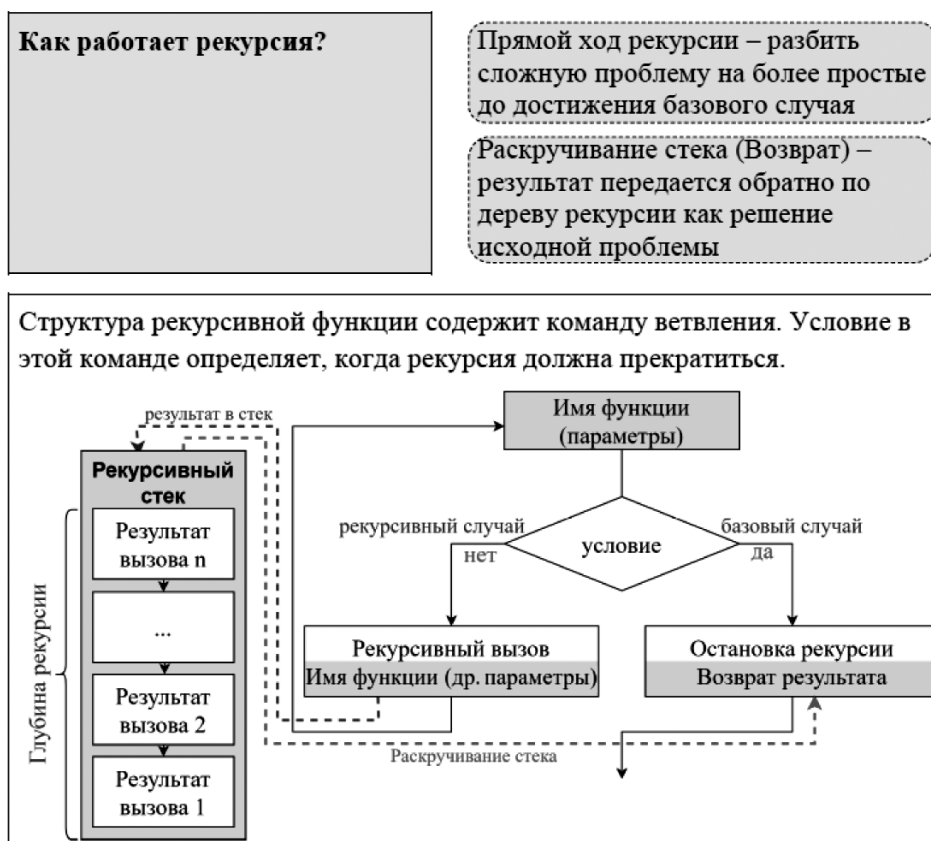 Как работает рекурсия?
Прямой ход рекурсии – разбить
сложную проблему на более простые
до достижения базового случая
Раскручивание стека (Возврат) –
результат передается обратно по
дереву рекурсии как решение
исходной проблемы
Структура рекурсивной функции содержит команду ветвления. Условие в
этой команде определяет, когда рекурсия должна прекратиться.
результат в стек
Имя функции
(параметры)
Рекурсивный
стек
рекурсивный случай
нет
условие
базовый случай
да
Глубина рекурсии
Результат
вызова n
...
Результат
вызова 2
Результат
вызова 1
Рекурсивный вызов
Имя функции (др. параметры)
Остановка рекурсии
Возврат результата
Раскручивание стека